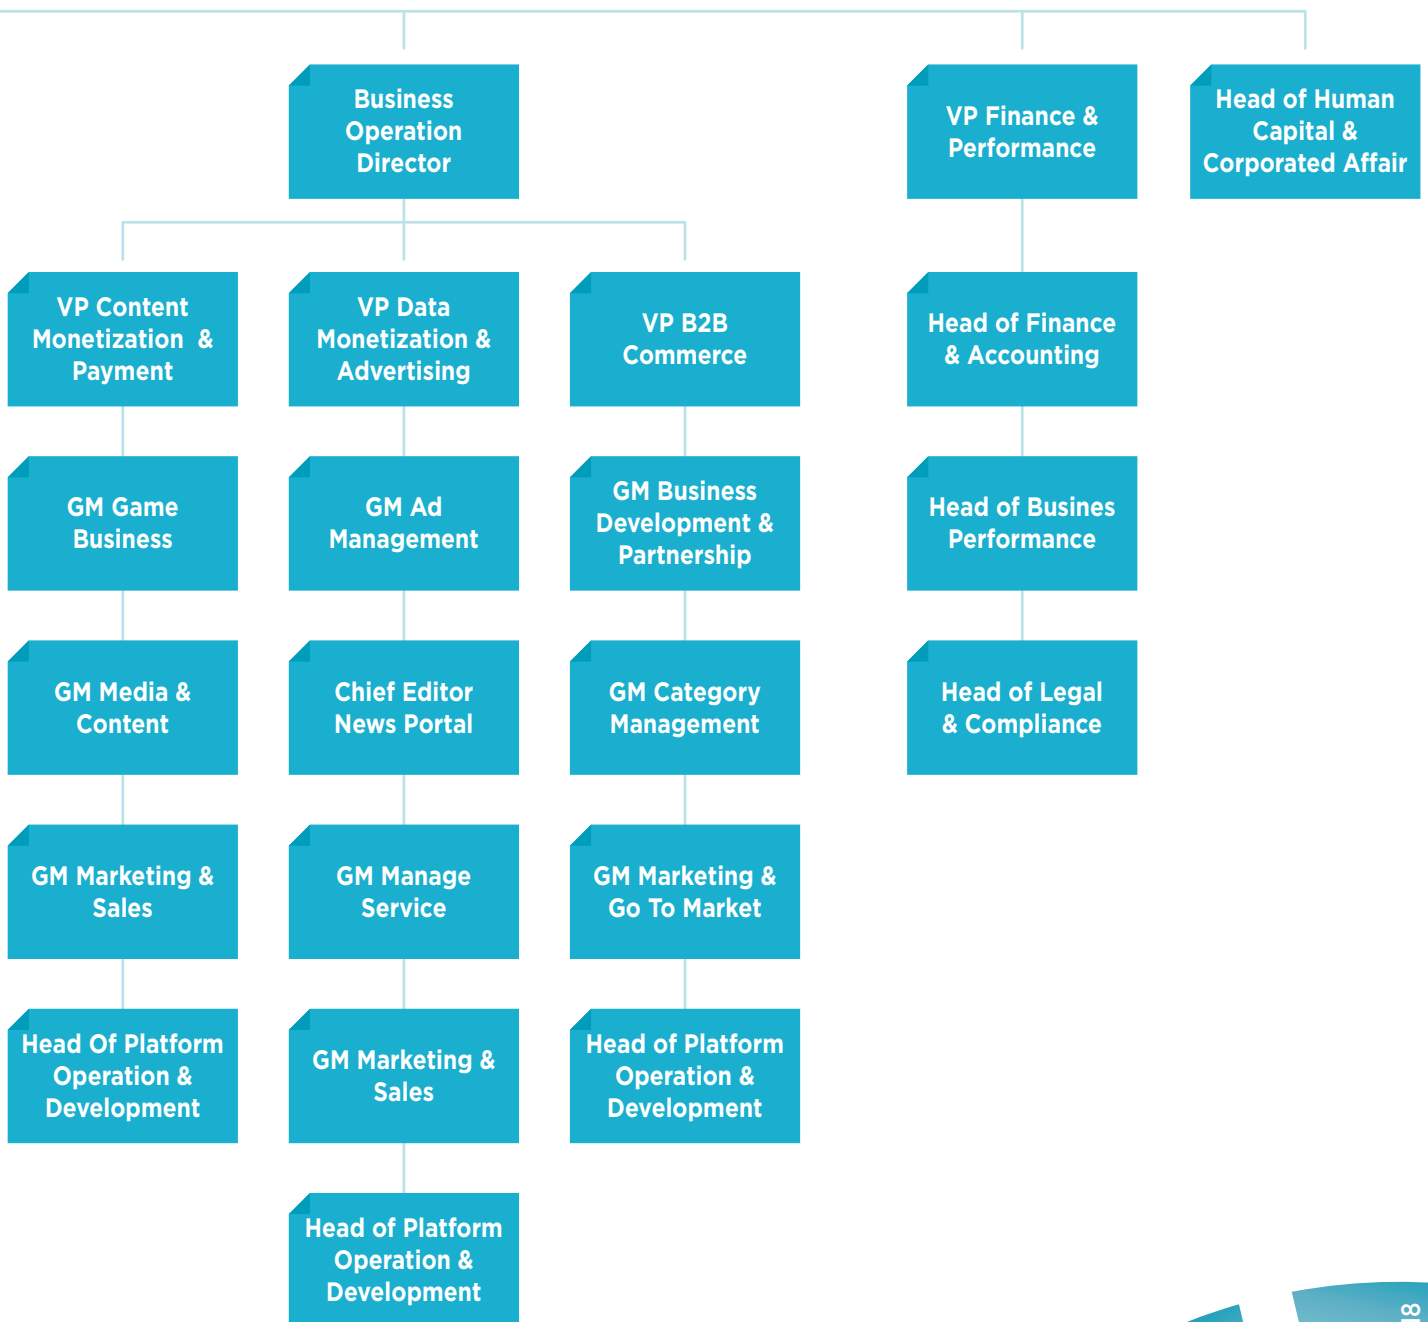 Business
Operation
Director
VP Finance &
Performance
Head of Human
Capital &
Corporated Affair
VP Content
Monetization &
Payment
VP Data
Monetization &
Advertising
VP B2B
Commerce
Head of Finance
& Accounting
GM Game
Business
GM Ad
Management
GM Business
Development &
Partnership
Head of Busines
Performance
GM Media &
Content
Chief Editor
News Portal
GM Category
Management
Head of Legal
& Compliance
GM Marketing &
Sales
GM Manage
Service
GM Marketing &
Go To Market
Head Of Platform
Operation &
Development
GM Marketing &
Sales
Head of Platform
Operation &
Development
Head of Platform
Operation &
Development